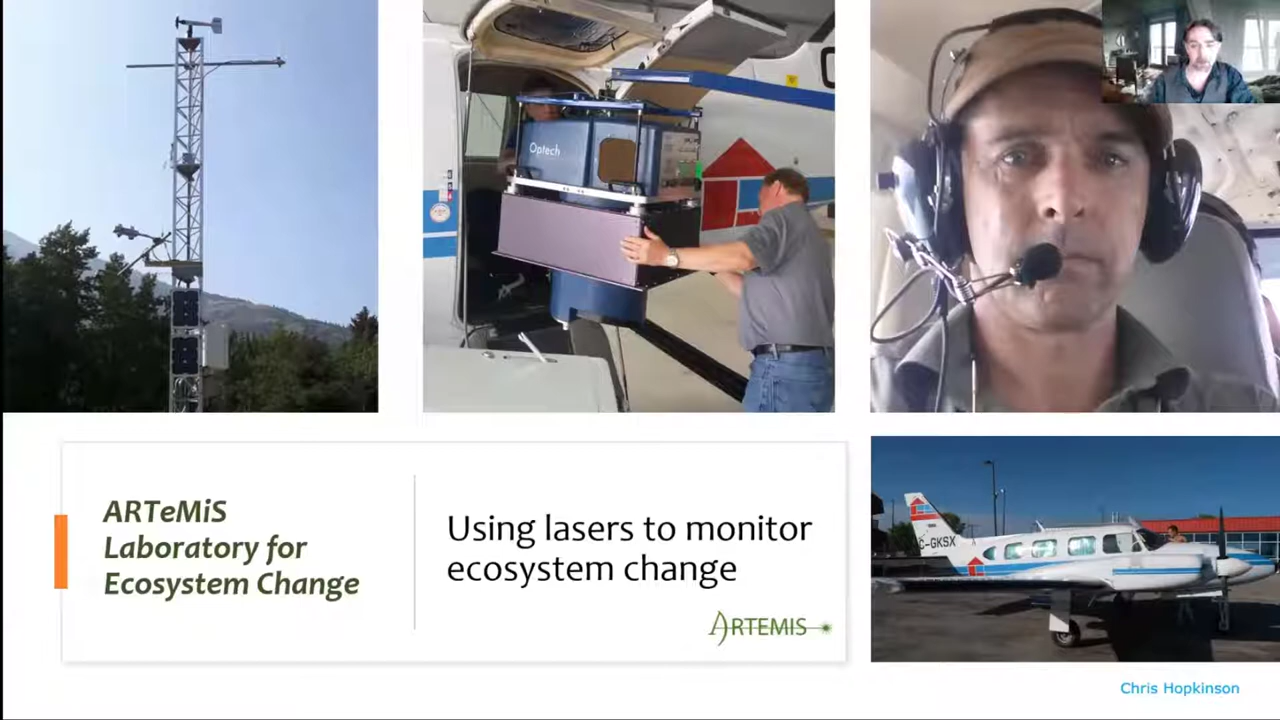 Optech
ARTeMiS
Laboratory for
Ecosystem Change
Using lasers to monitor
ecosystem change
ARTEMIS
C-GKSX
Chris Hopkinson